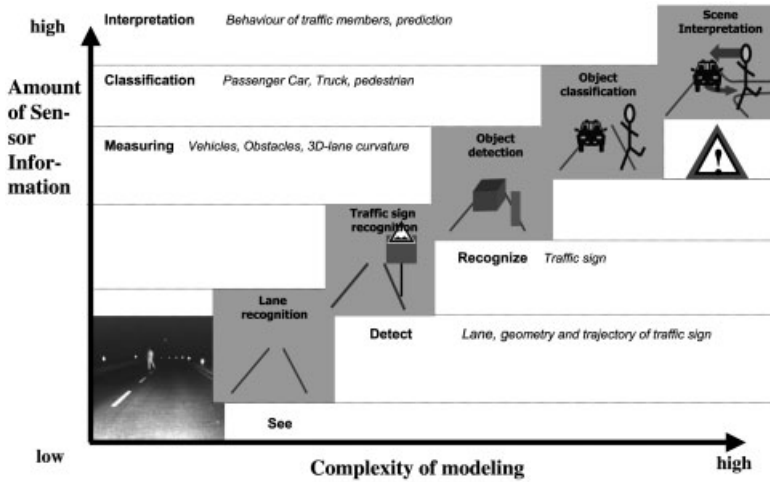 high
Interpretation Behaviour of traffic members, prediction
Scene
Interpretation
Amount
of Sen-
sor
Infor-
mation
Classification Passenger Car, Truck, pedestrian
Object
classification
Measuring Vehicles, Obstacles, 3D-lane curvature
Object
detection
!
Traffic sign
recognition
Recognize Traffic sign
Lane
recognition
Detect Lane, geometry and trajectory of traffic sign
See
low
Complexity of modeling
high